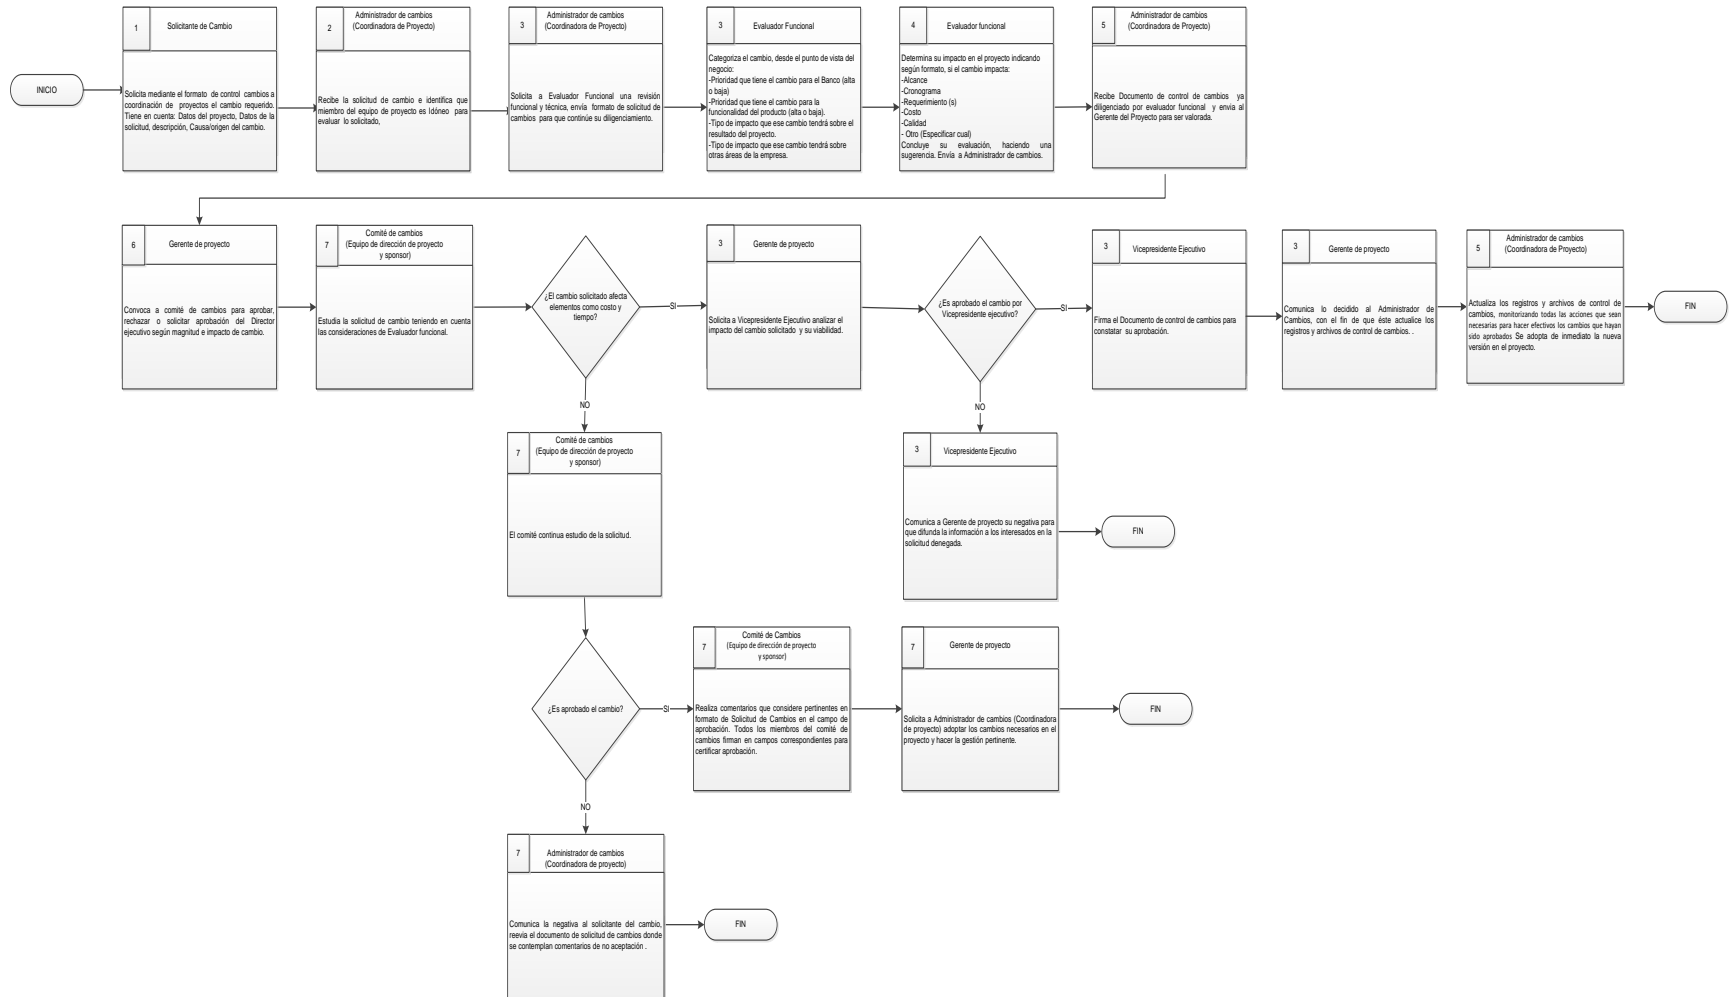 INICIO
1
Solicitante de Cambio
Solicita mediante el formato de control cambios a
coordinación de proyectos el cambio requerido.
Tiene en cuenta: Datos del proyecto, Datos de la
solicitud, descripción, Causa/origen del cambio.
2
Administrador de cambios
(Coordinadora de Proyecto)
Recibe la solicitud de cambio e identifica que
miembro del equipo de proyecto es Idóneo para
evaluar lo solicitado,
3
Administrador de cambios
(Coordinadora de Proyecto)
Solicita a Evaluador Funcional una revisión
funcional y técnica, envía formato de solicitud de
cambios para que continúe su diligenciamiento.
3
Evaluador Funcional
Categoriza el cambio, desde el punto de vista del
negocio:
-Prioridad que tiene el cambio para el Banco (alta
o baja)
-Prioridad que tiene el cambio para la
funcionalidad del producto (alta o baja).
-Tipo de impacto que ese cambio tendrá sobre el
resultado del proyecto.
-Tipo de impacto que ese cambio tendrá sobre
otras áreas de la empresa.
4
Evaluador funcional
Determina su impacto en el proyecto indicando
según formato, si el cambio impacta:
-Alcance
-Cronograma
-Requerimiento (s)
-Costo
-Calidad
- Otro (Especificar cual)
Concluye su evaluación, haciendo una
sugerencia. Envía a Administrador de cambios.
5
Administrador de cambios
(Coordinadora de Proyecto)
Recibe Documento de control de cambios ya
diligenciado por evaluador funcional y envia al
Gerente del Proyecto para ser valorada.
6
Gerente de proyecto
Convoca a comité de cambios para aprobar,
rechazar o solicitar aprobación del Director
ejecutivo según magnitud e impacto de cambio.
7
Comité de cambios
(Equipo de dirección de proyecto
y sponsor)
Estudia la solicitud de cambio teniendo en cuenta
las consideraciones de Evaluador funcional.
¿El cambio solicitado afecta
elementos como costo y
tiempo?
SI
3
Gerente de proyecto
Solicita a Vicepresidente Ejecutivo analizar el
impacto del cambio solicitado y su viabilidad.
¿Es aprobado el cambio por
Vicepresidente ejecutivo?
SI
3
Vicepresidente Ejecutivo
Firma el Documento de control de cambios para
constatar su aprobación.
3
Gerente de proyecto
Comunica lo decidido al Administrador de
Cambios, con el fin de que éste actualice los
registros y archivos de control de cambios. .
5
Administrador de cambios
(Coordinadora de Proyecto)
Actualiza los registros y archivos de control de
cambios, monitorizando todas las acciones que sean
necesarias para hacer efectivos los cambios que hayan
sido aprobados Se adopta de inmediato la nueva
versión en el proyecto.
FIN
NO
NO
7
Comité de cambios
(Equipo de dirección de proyecto
y sponsor)
El comité continua estudio de la solicitud.
3
Vicepresidente Ejecutivo
Comunica a Gerente de proyecto su negativa para
que difunda la información a los interesados en la
solicitud denegada.
FIN
¿Es aprobado el cambio?
SI
7
Comité de Cambios
(Equipo de dirección de proyecto
y sponsor)
Realiza comentarios que considere pertinentes en
formato de Solicitud de Cambios en el campo de
aprobación. Todos los miembros del comité de
cambios firman en campos correspondientes para
certificar aprobación.
7
Gerente de proyecto
Solicita a Administrador de cambios (Coordinadora
de proyecto) adoptar los cambios necesarios en el
proyecto y hacer la gestión pertinente.
FIN
NO
7
Administrador de cambios
(Coordinadora de proyecto)
Comunica la negativa al solicitante del cambio,
reevía el documento de solicitud de cambios donde
se contemplan comentarios de no aceptación .
FIN